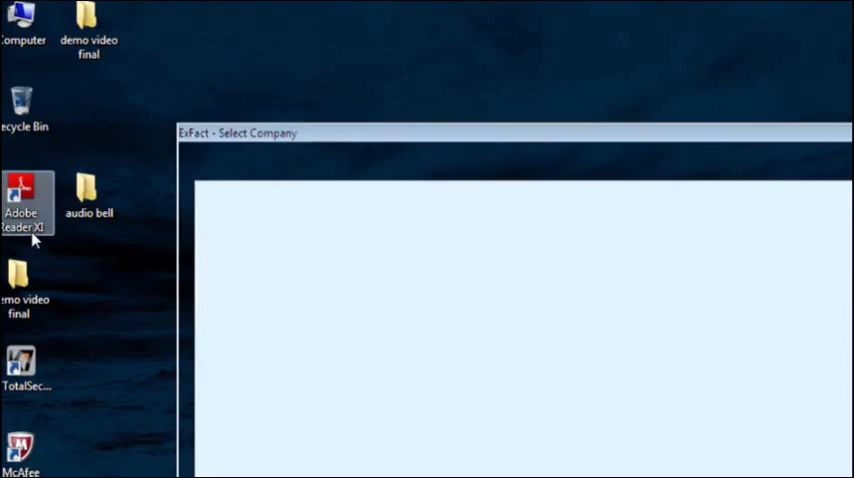 Computer
demo video
final
ecycle Bin
ExFact - Select Company
Adobe
Reader XI
audio bell
emo video
final
TotalSec...
McAfee